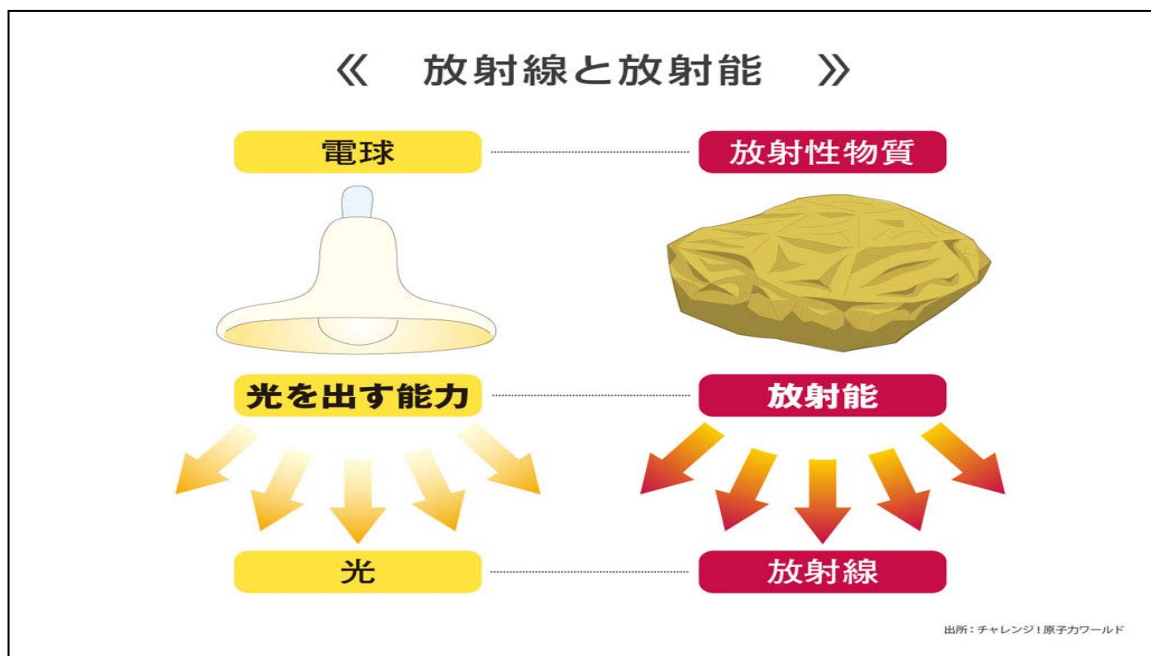 《 放射線と放射能 》
電球
放射性物質
光を出す能力
放射能
光
放射線
出所：チャレンジ！原子力ワールド